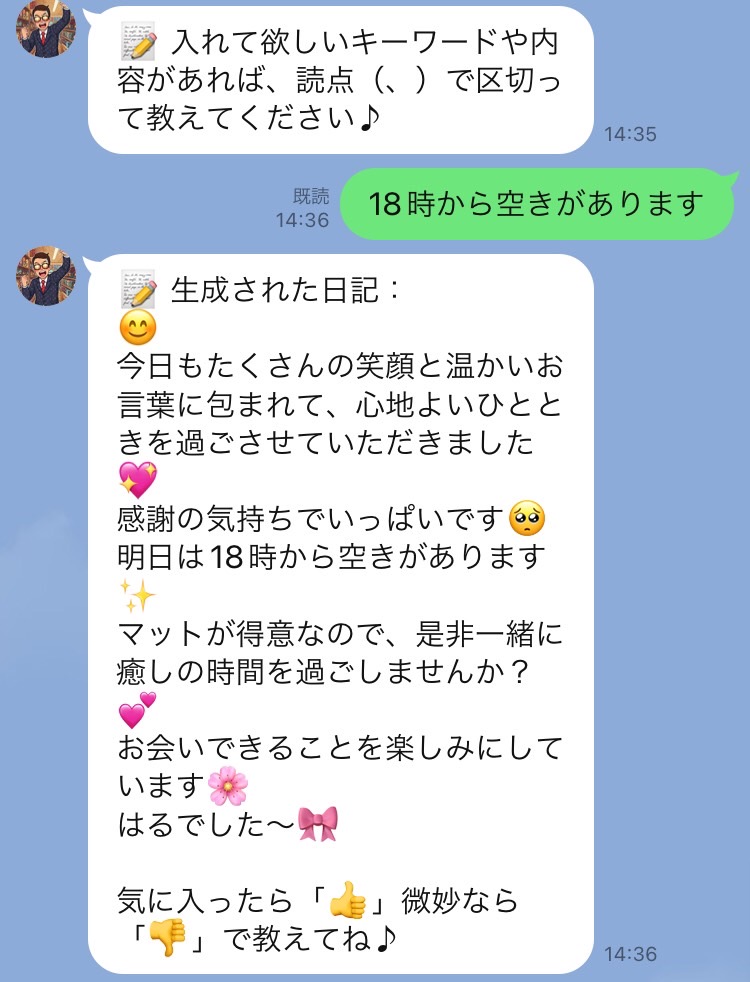 📝 入れて欲しいキーワードや内
容があれば、読点（、）で区切っ
て教えてください♪
14:35
既読
14:36
18時から空きがあります
📝 生成された日記：
😊
今日もたくさんの笑顔と温かいお
言葉に包まれて、心地よいひとと
きを過ごさせていただきました
💖
感謝の気持ちでいっぱいです🥺
明日は18時から空きがあります
✨
マットが得意なので、是非一緒に
癒しの時間を過ごしませんか？
💕
お会いできることを楽しみにして
います🌸
はるでした〜🎀
気に入ったら「👍」微妙なら
「👎」で教えてね♪
14:36